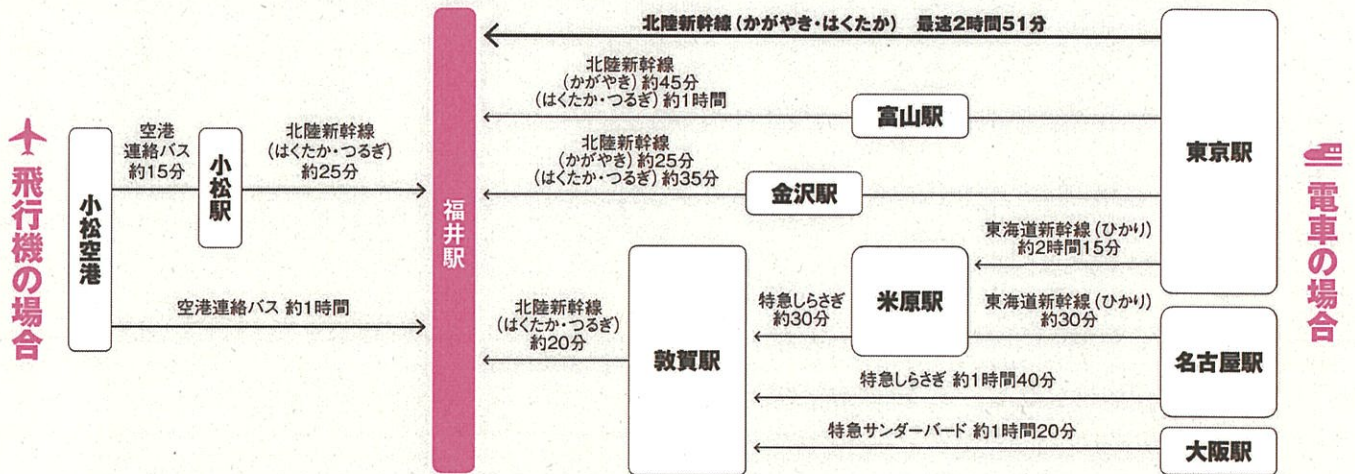 飛行機の場合
小松空港
空港
連絡バス
約15分
小松駅
北陸新幹線
(はくたか・つるぎ)
約25分
空港連絡バス 約1時間
福井駅
北陸新幹線(かがやき・はくたか) 最速2時間51分
北陸新幹線
(かがやき)約45分
(はくたか・つるぎ)約1時間
富山駅
北陸新幹線
(かがやき)約25分
(はくたか・つるぎ)約35分
金沢駅
東京駅
東海道新幹線(ひかり)
約2時間15分
北陸新幹線
(はくたか・つるぎ)
約20分
敦賀駅
特急しらさぎ
約30分
米原駅
東海道新幹線(ひかり)
約30分
名古屋駅
特急しらさぎ 約1時間40分
特急サンダーバード 約1時間20分
大阪駅
電車の場合